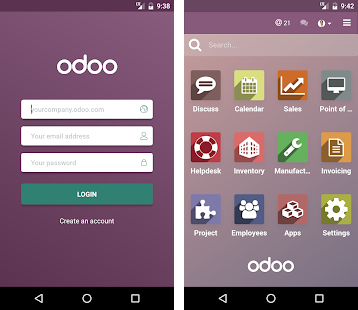 9:38
odoo
yourcompany.odoo.com
Your email address
Your password
LOGIN
Create an account
9:42
@ 21
Search...
Discuss Calendar Sales Point of ...
Helpdesk Inventory Manufact... Invoicing
Project Employees Apps Settings
odoo